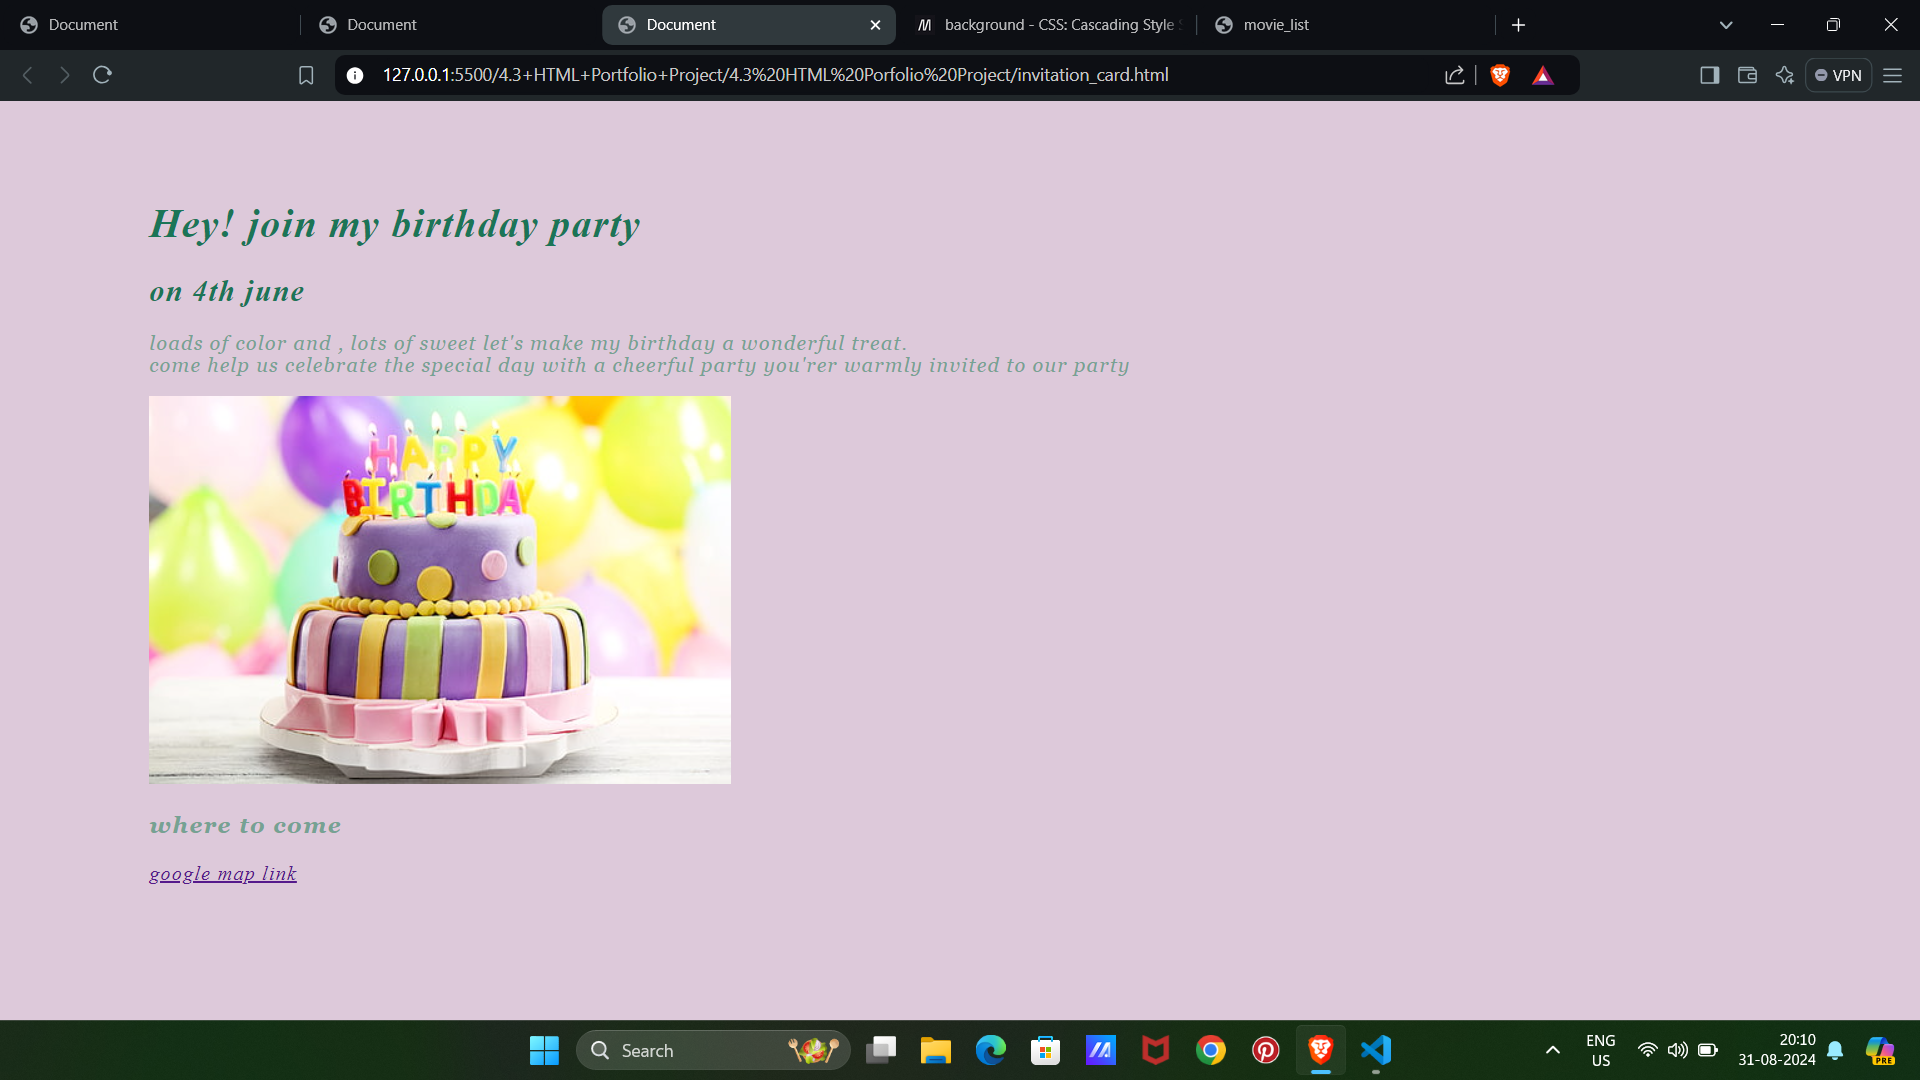 Document
Document
Document
background - CSS: Cascading Style
movie_list
127.0.0.1:5500/4.3+HTML+Portfolio+Project/4.3%20HTML%20Porfolio%20Project/invitation_card.html
VPN
Hey! join my birthday party
on 4th june
loads of color and , lots of sweet let's make my birthday a wonderful treat.
come help us celebrate the special day with a cheerful party you'rer warmly invited to our party
HAPPY
BIRTHDAY
where to come
google map link
Search
ENG
US
20:10
31-08-2024
PRE